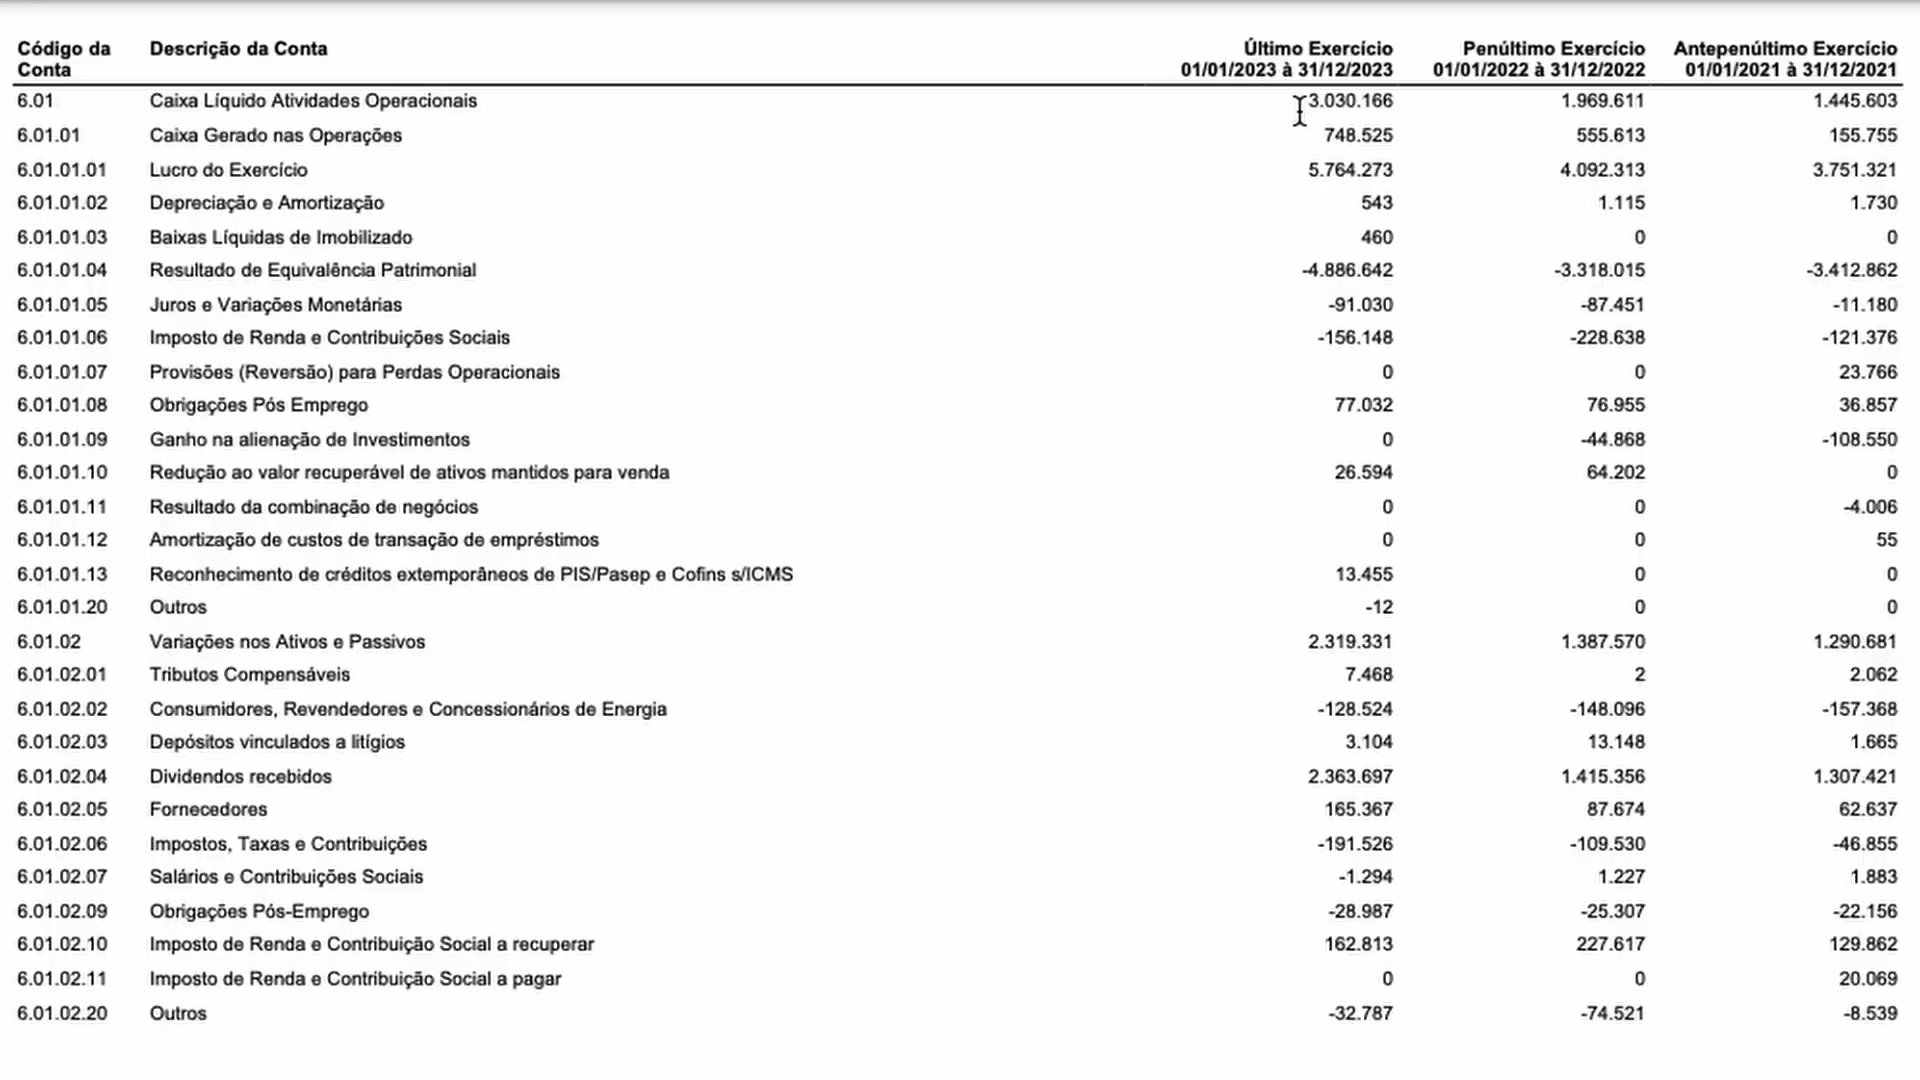 Código da Conta Descrição da Conta Último Exercício 01/01/2023 à 31/12/2023 Penúltimo Exercício 01/01/2022 à 31/12/2022 Antepenúltimo Exercício 01/01/2021 à 31/12/2021
6.01 Caixa Líquido Atividades Operacionais 3.030.166 1.969.611 1.445.603
6.01.01 Caixa Gerado nas Operações 748.525 555.613 155.755
6.01.01.01 Lucro do Exercício 5.764.273 4.092.313 3.751.321
6.01.01.02 Depreciação e Amortização 543 1.115 1.730
6.01.01.03 Baixas Líquidas de Imobilizado 460 0 0
6.01.01.04 Resultado de Equivalência Patrimonial -4.886.642 -3.318.015 -3.412.862
6.01.01.05 Juros e Variações Monetárias -91.030 -87.451 -11.180
6.01.01.06 Imposto de Renda e Contribuições Sociais -156.148 -228.638 -121.376
6.01.01.07 Provisões (Reversão) para Perdas Operacionais 0 0 23.766
6.01.01.08 Obrigações Pós Emprego 77.032 76.955 36.857
6.01.01.09 Ganho na alienação de Investimentos 0 -44.868 -108.550
6.01.01.10 Redução ao valor recuperável de ativos mantidos para venda 26.594 64.202 0
6.01.01.11 Resultado da combinação de negócios 0 0 -4.006
6.01.01.12 Amortização de custos de transação de empréstimos 0 0 55
6.01.01.13 Reconhecimento de créditos extemporâneos de PIS/Pasep e Cofins s/ICMS 13.455 0 0
6.01.01.20 Outros -12 0 0
6.01.02 Variações nos Ativos e Passivos 2.319.331 1.387.570 1.290.681
6.01.02.01 Tributos Compensáveis 7.468 2 2.062
6.01.02.02 Consumidores, Revendedores e Concessionários de Energia -128.524 -148.096 -157.368
6.01.02.03 Depósitos vinculados a litígios 3.104 13.148 1.665
6.01.02.04 Dividendos recebidos 2.363.697 1.415.356 1.307.421
6.01.02.05 Fornecedores 165.367 87.674 62.637
6.01.02.06 Impostos, Taxas e Contribuições -191.526 -109.530 -46.855
6.01.02.07 Salários e Contribuições Sociais -1.294 1.227 1.883
6.01.02.09 Obrigações Pós-Emprego -28.987 -25.307 -22.156
6.01.02.10 Imposto de Renda e Contribuição Social a recuperar 162.813 227.617 129.862
6.01.02.11 Imposto de Renda e Contribuição Social a pagar 0 0 20.069
6.01.02.20 Outros -32.787 -74.521 -8.539